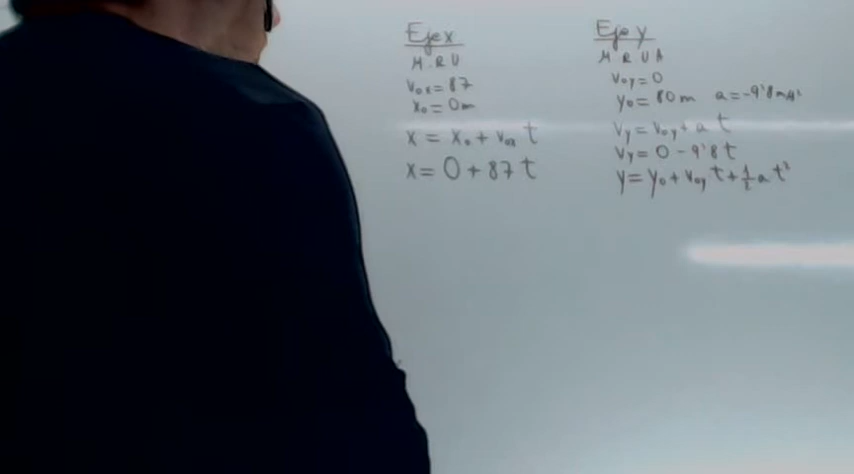 Eje x
M.R.U
v₀ₓ = 87
x₀ = 0m
x = x₀ + v₀ₓ t
x = 0 + 87 t
Eje y
M R U A
v₀y = 0
y₀ = 80 m a = -9'8 m/s²
vy = v₀y + a t
vy = 0 - 9'8 t
y = y₀ + v₀y t + ½ a t²